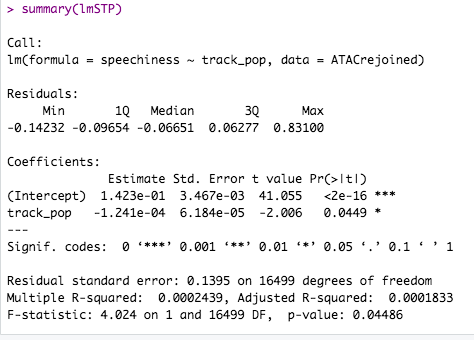 > summary(lmSTP)
Call:
lm(formula = speechiness ~ track_pop, data = ATACrejoined)
Residuals:
     Min       1Q   Median       3Q      Max
-0.14232 -0.09654 -0.06651  0.06277  0.83100
Coefficients:
              Estimate Std. Error t value Pr(>|t|)
(Intercept)  1.423e-01  3.467e-03  41.055   <2e-16 ***
track_pop   -1.241e-04  6.184e-05  -2.006   0.0449 *
---
Signif. codes:  0 ‘***’ 0.001 ‘**’ 0.01 ‘*’ 0.05 ‘.’ 0.1 ‘ ’ 1
Residual standard error: 0.1395 on 16499 degrees of freedom
Multiple R-squared:  0.0002439, Adjusted R-squared:  0.0001833
F-statistic: 4.024 on 1 and 16499 DF,  p-value: 0.04486